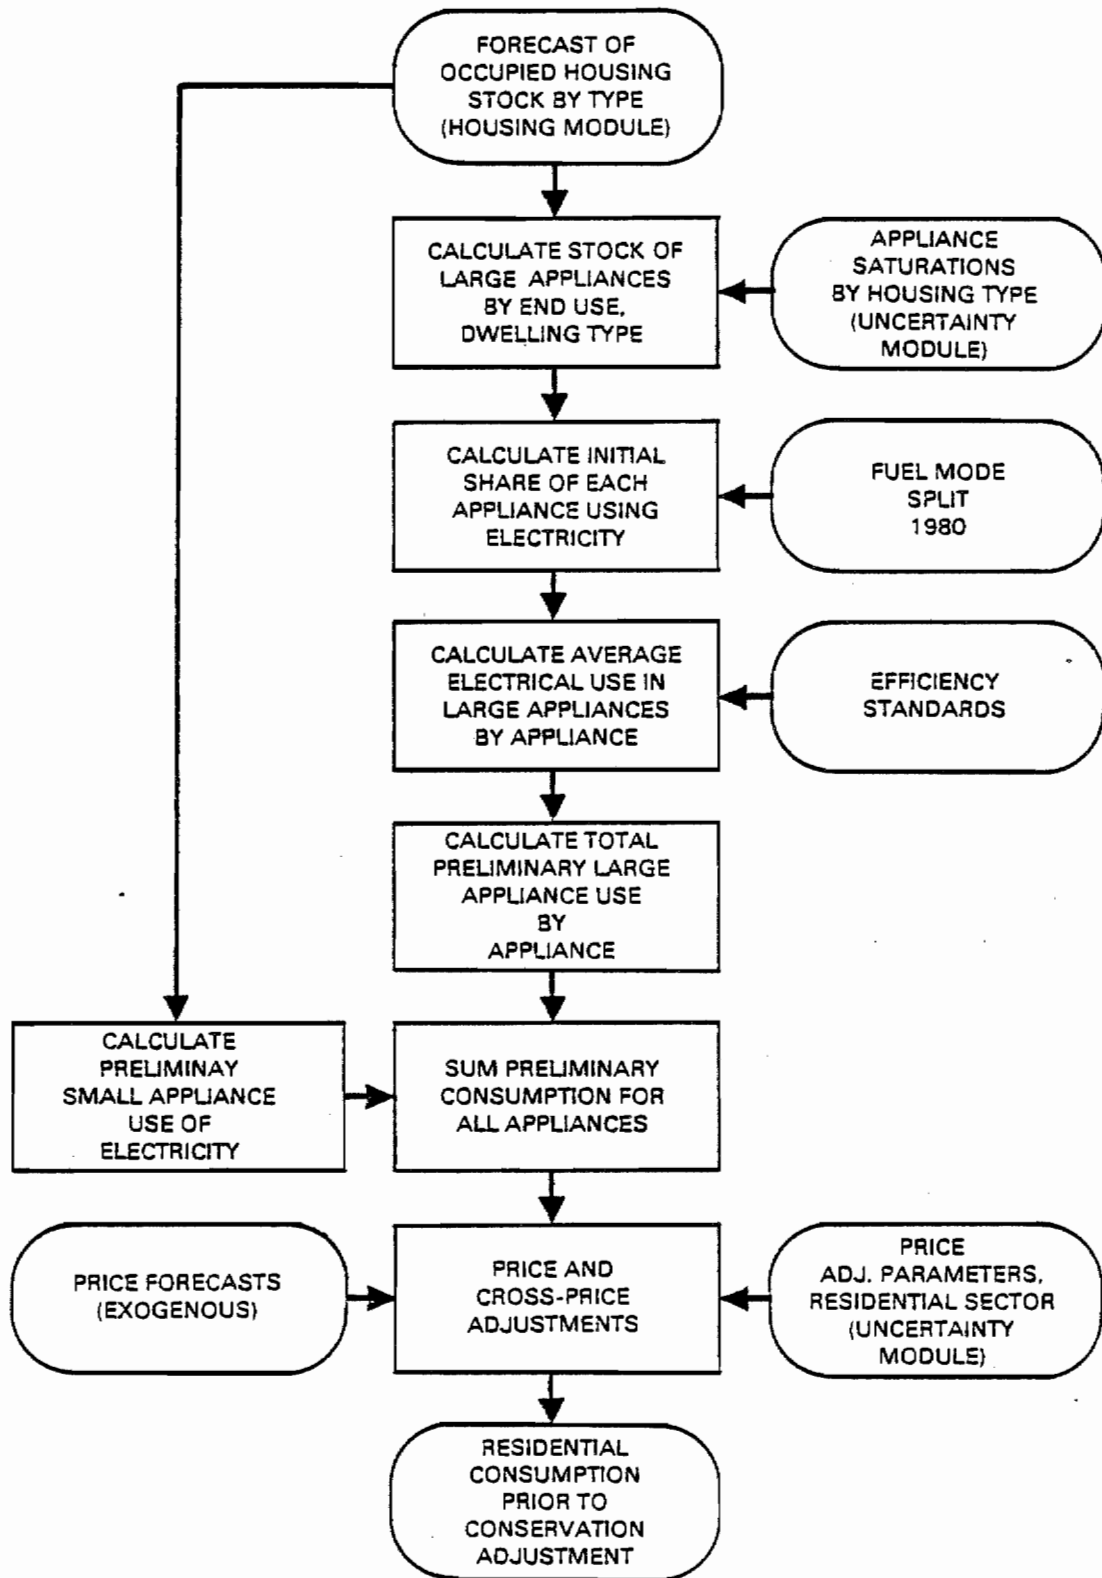 FORECAST OF
OCCUPIED HOUSING
STOCK BY TYPE
(HOUSING MODULE)
CALCULATE STOCK OF
LARGE APPLIANCES
BY END USE,
DWELLING TYPE
APPLIANCE
SATURATIONS
BY HOUSING TYPE
(UNCERTAINTY
MODULE)
CALCULATE INITIAL
SHARE OF EACH
APPLIANCE USING
ELECTRICITY
FUEL MODE
SPLIT
1980
CALCULATE AVERAGE
ELECTRICAL USE IN
LARGE APPLIANCES
BY APPLIANCE
EFFICIENCY
STANDARDS
CALCULATE TOTAL
PRELIMINARY LARGE
APPLIANCE USE
BY
APPLIANCE
CALCULATE
PRELIMINAY
SMALL APPLIANCE
USE OF
ELECTRICITY
SUM PRELIMINARY
CONSUMPTION FOR
ALL APPLIANCES
PRICE FORECASTS
(EXOGENOUS)
PRICE AND
CROSS-PRICE
ADJUSTMENTS
PRICE
ADJ. PARAMETERS,
RESIDENTIAL SECTOR
(UNCERTAINTY
MODULE)
RESIDENTIAL
CONSUMPTION
PRIOR TO
CONSERVATION
ADJUSTMENT